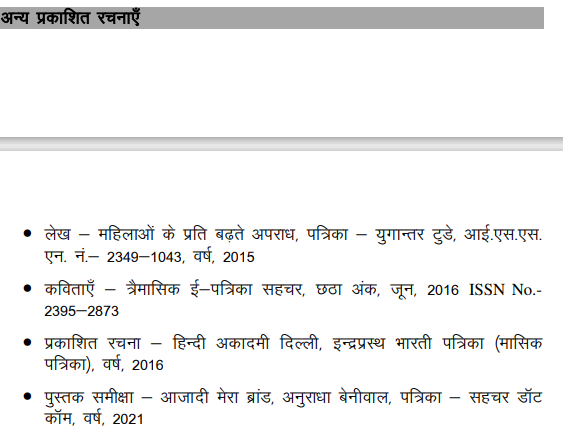 अन्य प्रकाशित रचनाएँ
• लेख – महिलाओं के प्रति बढ़ते अपराध, पत्रिका – युगान्तर टुडे, आई.एस.एस.
एन. नं.– 2349–1043, वर्ष, 2015
• कविताएँ – त्रैमासिक ई–पत्रिका सहचर, छठा अंक, जून, 2016 ISSN No.-
2395–2873
• प्रकाशित रचना – हिन्दी अकादमी दिल्ली, इन्द्रप्रस्थ भारती पत्रिका (मासिक
पत्रिका), वर्ष, 2016
• पुस्तक समीक्षा – आजादी मेरा ब्रांड, अनुराधा बेनीवाल, पत्रिका – सहचर डॉट
कॉम, वर्ष, 2021